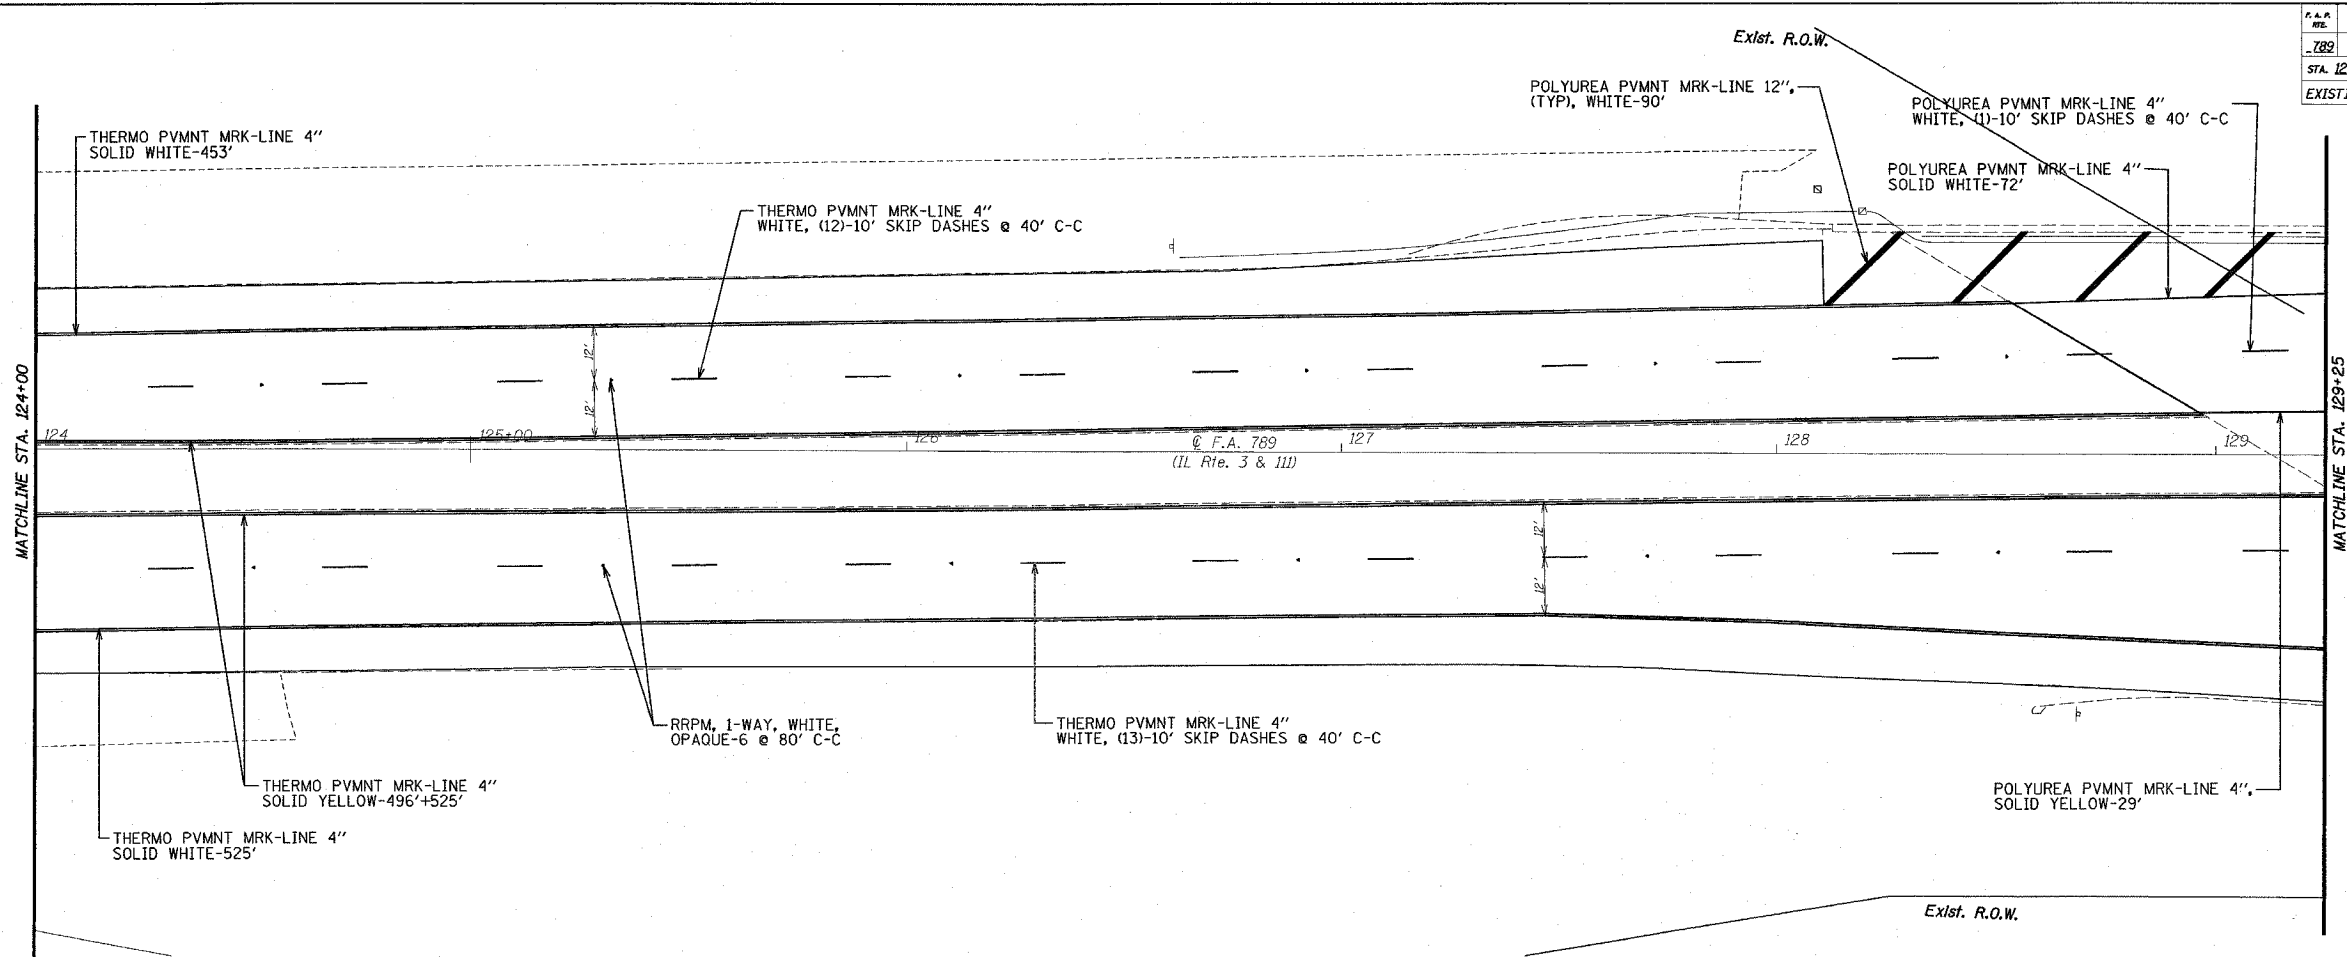 F. A. P.
RTE.
789
STA. 12
EXISTI
Exist. R.O.W.
POLYUREA PVMNT MRK-LINE 12",
(TYP), WHITE-90'
POLYUREA PVMNT MRK-LINE 4"
WHITE, (1)-10' SKIP DASHES @ 40' C-C
THERMO PVMNT MRK-LINE 4"
SOLID WHITE-453'
POLYUREA PVMNT MRK-LINE 4"
SOLID WHITE-72'
THERMO PVMNT MRK-LINE 4"
WHITE, (12)-10' SKIP DASHES @ 40' C-C
12'
12'
MATCHLINE STA. 124+00
MATCHLINE STA. 129+25
124
125+00
126
127
128
129
℄ F.A. 789
(IL Rte. 3 & 111)
12'
12'
RRPM, 1-WAY, WHITE,
OPAQUE-6 @ 80' C-C
THERMO PVMNT MRK-LINE 4"
WHITE, (13)-10' SKIP DASHES @ 40' C-C
THERMO PVMNT MRK-LINE 4"
SOLID YELLOW-496'+525'
POLYUREA PVMNT MRK-LINE 4",
SOLID YELLOW-29'
THERMO PVMNT MRK-LINE 4"
SOLID WHITE-525'
Exist. R.O.W.